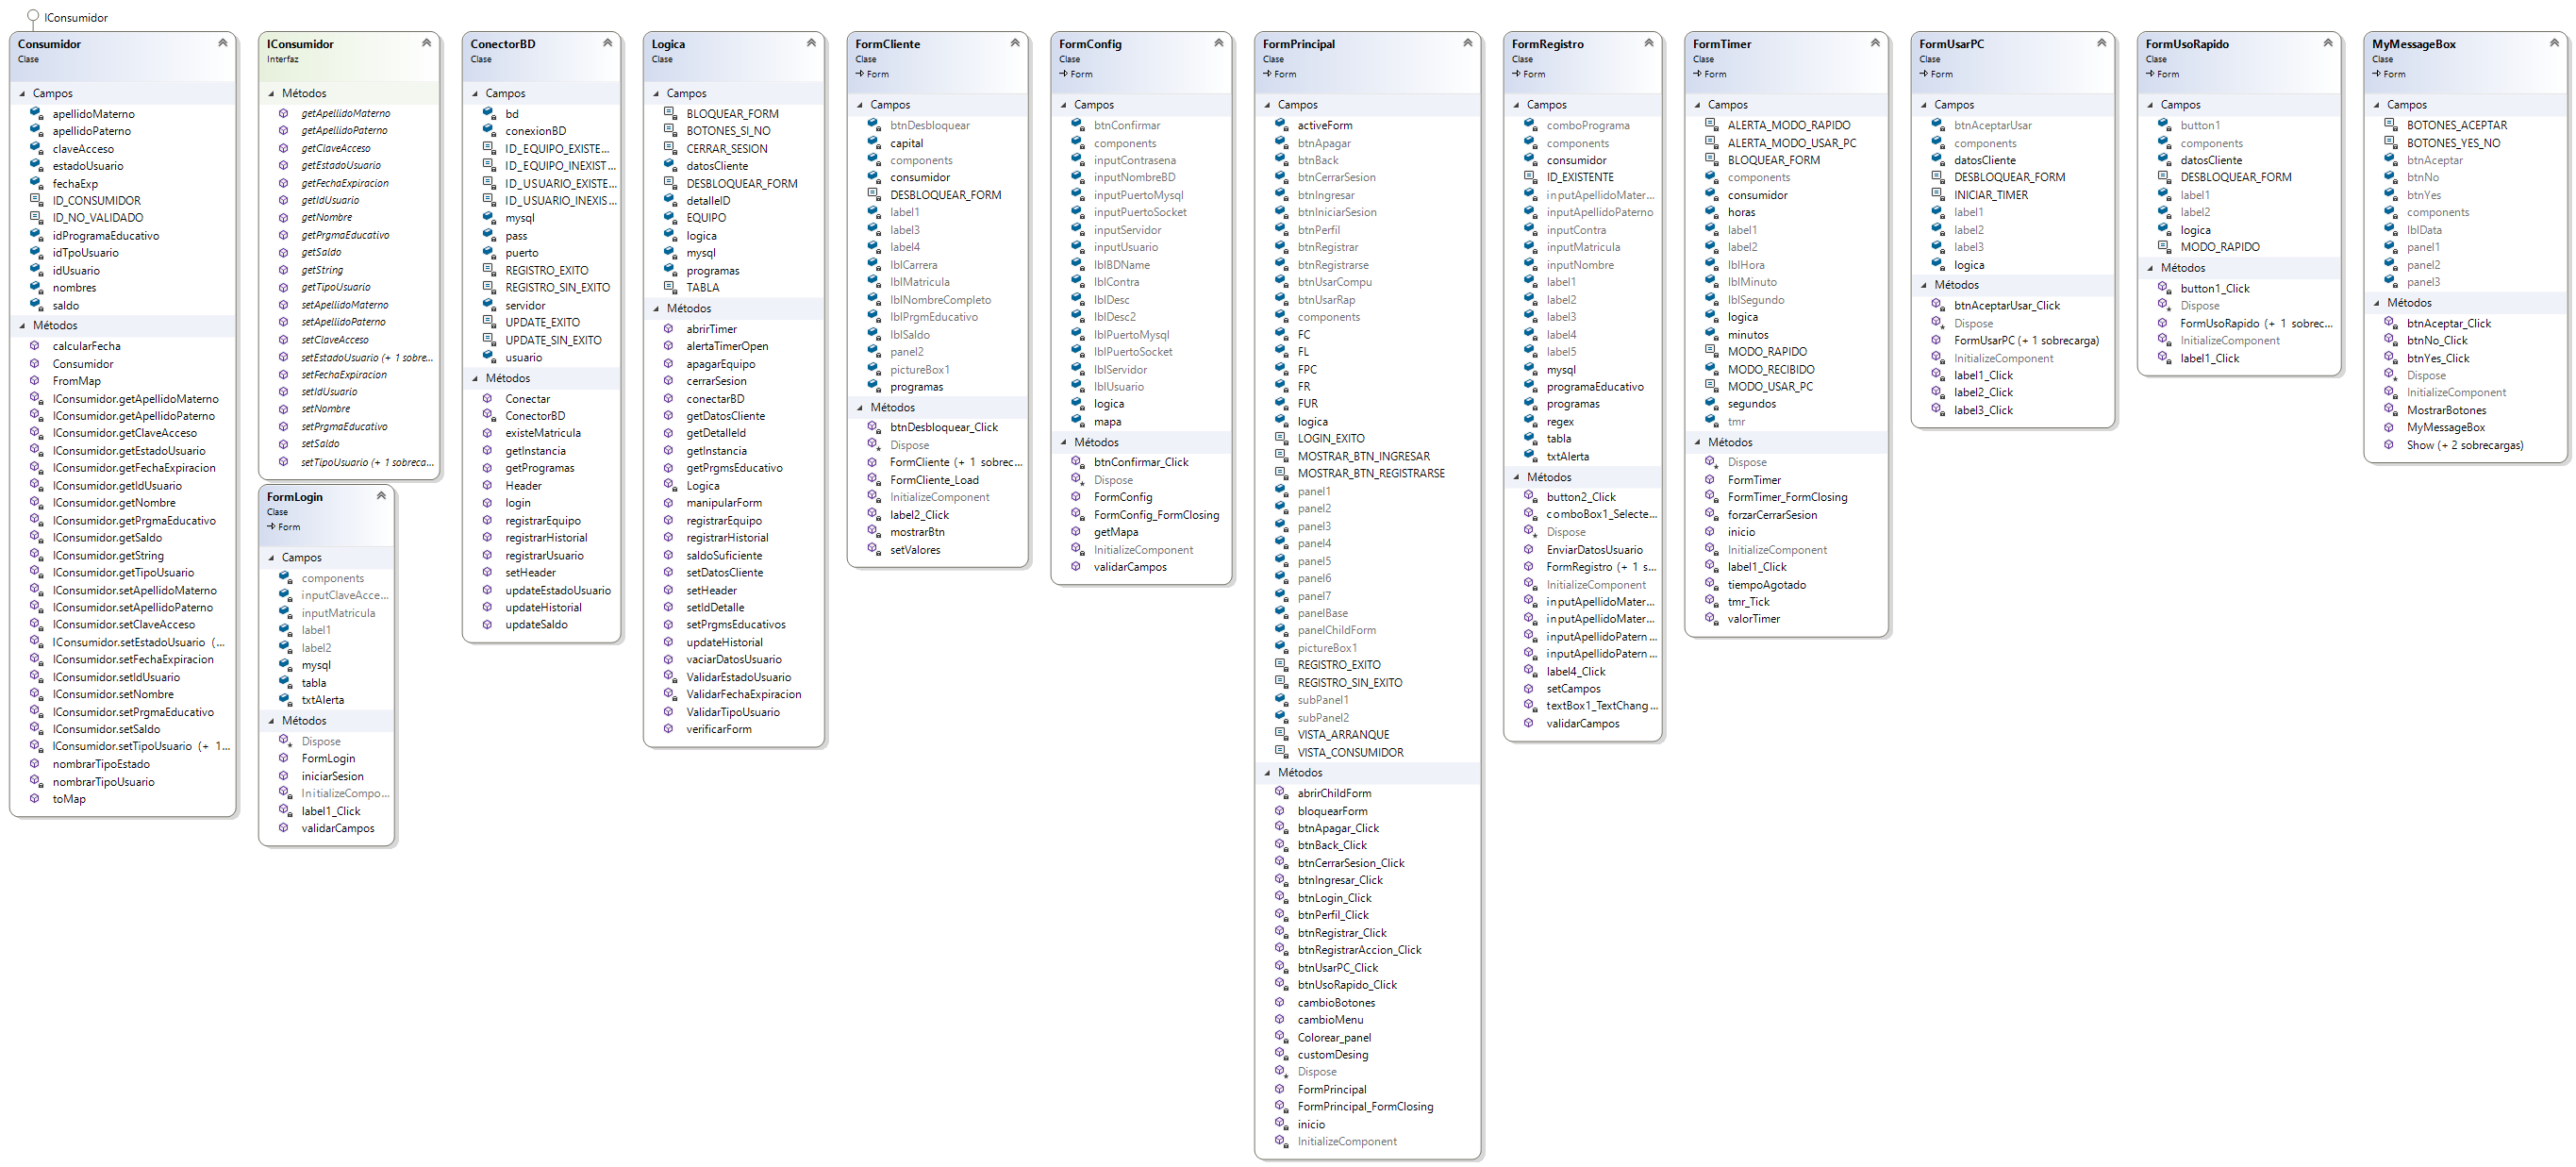 IConsumidor
Consumidor
Clase
Campos
apellidoMaterno
apellidoPaterno
claveAcceso
estadoUsuario
fechaExp
ID_CONSUMIDOR
ID_NO_VALIDADO
idProgramaEducativo
idTpoUsuario
idUsuario
nombres
saldo
Métodos
calcularFecha
Consumidor
FromMap
IConsumidor.getApellidoMaterno
IConsumidor.getApellidoPaterno
IConsumidor.getClaveAcceso
IConsumidor.getEstadoUsuario
IConsumidor.getFechaExpiracion
IConsumidor.getIdUsuario
IConsumidor.getNombre
IConsumidor.getPrgmaEducativo
IConsumidor.getSaldo
IConsumidor.getString
IConsumidor.getTipoUsuario
IConsumidor.setApellidoMaterno
IConsumidor.setApellidoPaterno
IConsumidor.setClaveAcceso
IConsumidor.setEstadoUsuario (...
IConsumidor.setFechaExpiracion
IConsumidor.setIdUsuario
IConsumidor.setNombre
IConsumidor.setPrgmaEducativo
IConsumidor.setSaldo
IConsumidor.setTipoUsuario (+ 1...
nombrarTipoEstado
nombrarTipoUsuario
toMap
IConsumidor
Interfaz
Métodos
getApellidoMaterno
getApellidoPaterno
getClaveAcceso
getEstadoUsuario
getFechaExpiracion
getIdUsuario
getNombre
getPrgmaEducativo
getSaldo
getString
getTipoUsuario
setApellidoMaterno
setApellidoPaterno
setClaveAcceso
setEstadoUsuario (+ 1 sobre...
setFechaExpiracion
setIdUsuario
setNombre
setPrgmaEducativo
setSaldo
setTipoUsuario (+ 1 sobreca...
FormLogin
Clase
Form
Campos
components
inputClaveAcce...
inputMatricula
label1
label2
mysql
tabla
txtAlerta
Métodos
Dispose
FormLogin
iniciarSesion
InitializeCompo...
label1_Click
validarCampos
ConectorBD
Clase
Campos
bd
conexionBD
ID_EQUIPO_EXISTE...
ID_EQUIPO_INEXIST...
ID_USUARIO_EXISTE...
ID_USUARIO_INEXIS...
mysql
pass
puerto
REGISTRO_EXITO
REGISTRO_SIN_EXITO
servidor
UPDATE_EXITO
UPDATE_SIN_EXITO
usuario
Métodos
Conectar
ConectorBD
existeMatricula
getInstancia
getProgramas
Header
login
registrarEquipo
registrarHistorial
registrarUsuario
setHeader
updateEstadoUsuario
updateHistorial
updateSaldo
Logica
Clase
Campos
BLOQUEAR_FORM
BOTONES_SI_NO
CERRAR_SESION
datosCliente
DESBLOQUEAR_FORM
detalleID
EQUIPO
logica
mysql
programas
TABLA
Métodos
abrirTimer
alertaTimerOpen
apagarEquipo
cerrarSesion
conectarBD
getDatosCliente
getDetalleId
getInstancia
getPrgmsEducativo
Logica
manipularForm
registrarEquipo
registrarHistorial
saldoSuficiente
setDatosCliente
setHeader
setIdDetalle
setPrgmsEducativos
updateHistorial
vaciarDatosUsuario
ValidarEstadoUsuario
ValidarFechaExpiracion
ValidarTipoUsuario
verificarForm
FormCliente
Clase
Form
Campos
btnDesbloquear
capital
components
consumidor
DESBLOQUEAR_FORM
label1
label3
label4
lblCarrera
lblMatricula
lblNombreCompleto
lblPrgmEducativo
lblSaldo
panel2
pictureBox1
programas
Métodos
btnDesbloquear_Click
Dispose
FormCliente (+ 1 sobrec...
FormCliente_Load
InitializeComponent
label2_Click
mostrarBtn
setValores
FormConfig
Clase
Form
Campos
btnConfirmar
components
inputContrasena
inputNombreBD
inputPuertoMysql
inputPuertoSocket
inputServidor
inputUsuario
lblBDName
lblContra
lblDesc
lblDesc2
lblPuertoMysql
lblPuertoSocket
lblServidor
lblUsuario
logica
mapa
Métodos
btnConfirmar_Click
Dispose
FormConfig
FormConfig_FormClosing
getMapa
InitializeComponent
validarCampos
FormPrincipal
Clase
Form
Campos
activeForm
btnApagar
btnBack
btnCerrarSesion
btnIngresar
btnIniciarSesion
btnPerfil
btnRegistrar
btnRegistrarse
btnUsarCompu
btnUsarRap
components
FC
FL
FPC
FR
FUR
logica
LOGIN_EXITO
MOSTRAR_BTN_INGRESAR
MOSTRAR_BTN_REGISTRARSE
panel1
panel2
panel3
panel4
panel5
panel6
panel7
panelBase
panelChildForm
pictureBox1
REGISTRO_EXITO
REGISTRO_SIN_EXITO
subPanel1
subPanel2
VISTA_ARRANQUE
VISTA_CONSUMIDOR
Métodos
abrirChildForm
bloquearForm
btnApagar_Click
btnBack_Click
btnCerrarSesion_Click
btnIngresar_Click
btnLogin_Click
btnPerfil_Click
btnRegistrar_Click
btnRegistrarAccion_Click
btnUsarPC_Click
btnUsoRapido_Click
cambioBotones
cambioMenu
Colorear_panel
customDesing
Dispose
FormPrincipal
FormPrincipal_FormClosing
inicio
InitializeComponent
FormRegistro
Clase
Form
Campos
comboPrograma
components
consumidor
ID_EXISTENTE
inputApellidoMater...
inputApellidoPaterno
inputContra
inputMatricula
inputNombre
label1
label2
label3
label4
label5
mysql
programaEducativo
programas
regex
tabla
txtAlerta
Métodos
button2_Click
comboBox1_Selecte...
Dispose
EnviarDatosUsuario
FormRegistro (+ 1 s...
InitializeComponent
inputApellidoMater...
inputApellidoMater...
inputApellidoPatern...
inputApellidoPatern...
label4_Click
setCampos
textBox1_TextChang...
validarCampos
FormTimer
Clase
Form
Campos
ALERTA_MODO_RAPIDO
ALERTA_MODO_USAR_PC
BLOQUEAR_FORM
components
consumidor
horas
label1
label2
lblHora
lblMinuto
lblSegundo
logica
minutos
MODO_RAPIDO
MODO_RECIBIDO
MODO_USAR_PC
segundos
tmr
Métodos
Dispose
FormTimer
FormTimer_FormClosing
forzarCerrarSesion
inicio
InitializeComponent
label1_Click
tiempoAgotado
tmr_Tick
valorTimer
FormUsarPC
Clase
Form
Campos
btnAceptarUsar
components
datosCliente
DESBLOQUEAR_FORM
INICIAR_TIMER
label1
label2
label3
logica
Métodos
btnAceptarUsar_Click
Dispose
FormUsarPC (+ 1 sobrecarga)
InitializeComponent
label1_Click
label2_Click
label3_Click
FormUsoRapido
Clase
Form
Campos
button1
components
datosCliente
DESBLOQUEAR_FORM
label1
label2
logica
MODO_RAPIDO
Métodos
button1_Click
Dispose
FormUsoRapido (+ 1 sobrec...
InitializeComponent
label1_Click
MyMessageBox
Clase
Form
Campos
BOTONES_ACEPTAR
BOTONES_YES_NO
btnAceptar
btnNo
btnYes
components
lblData
panel1
panel2
panel3
Métodos
btnAceptar_Click
btnNo_Click
btnYes_Click
Dispose
InitializeComponent
MostrarBotones
MyMessageBox
Show (+ 2 sobrecargas)